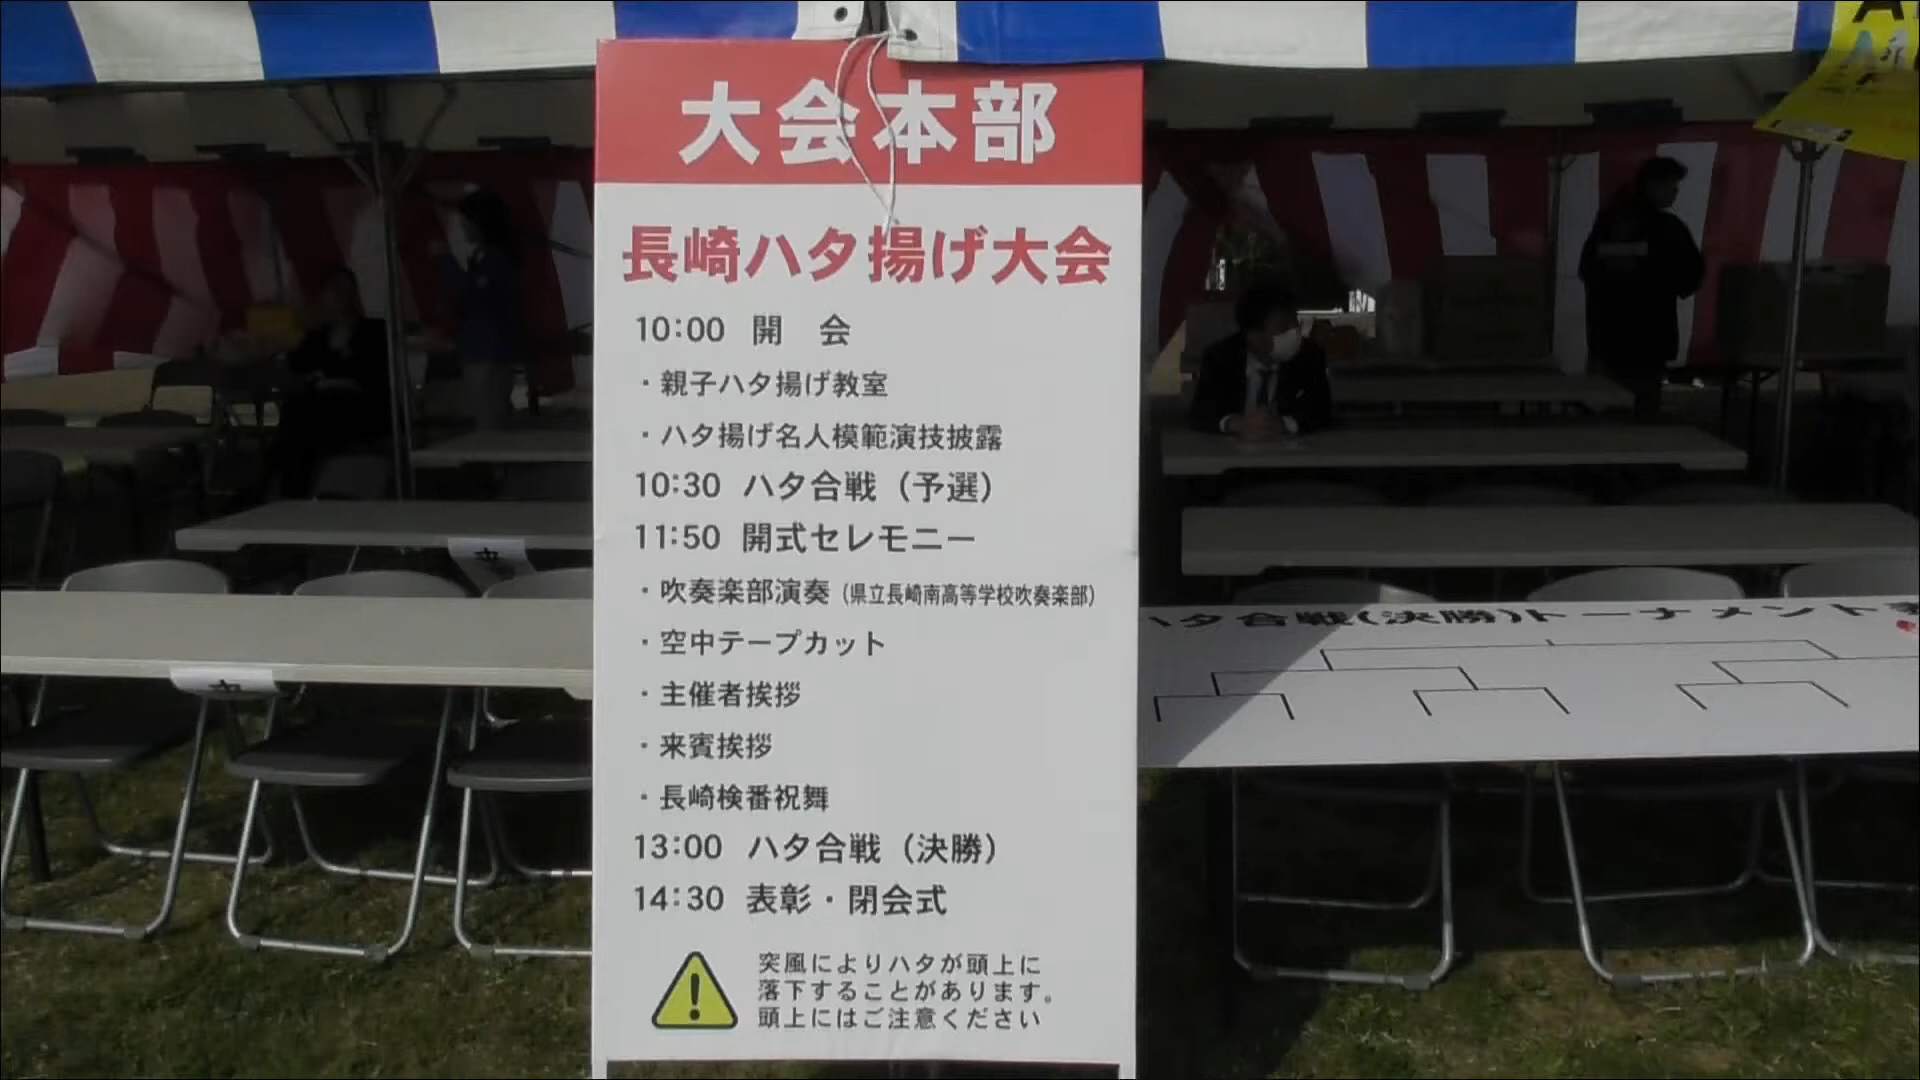 大会本部
長崎ハタ揚げ大会
10:00 開 会
・親子ハタ揚げ教室
・ハタ揚げ名人模範演技披露
10:30 ハタ合戦（予選）
11:50 開式セレモニー
・吹奏楽部演奏（県立長崎南高等学校吹奏楽部）
・空中テープカット
・主催者挨拶
・来賓挨拶
・長崎検番祝舞
13:00 ハタ合戦（決勝）
14:30 表彰・閉会式
突風によりハタが頭上に
落下することがあります。
頭上にはご注意ください
ハタ合戦(決勝)トーナメント